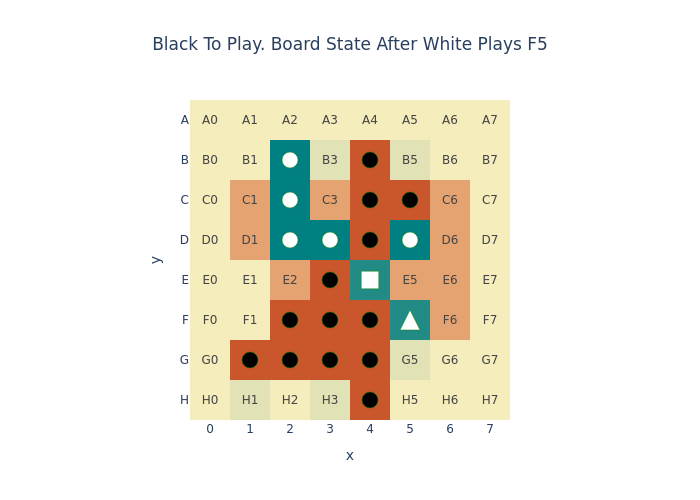 Black To Play. Board State After White Plays F5
A A0 A1 A2 A3 A4 A5 A6 A7
B B0 B1 B3 B5 B6 B7
C C0 C1 C3 C6 C7
D D0 D1 D6 D7
E E0 E1 E2 E5 E6 E7
F F0 F1 F6 F7
G G0 G5 G6 G7
H H0 H1 H2 H3 H5 H6 H7
0 1 2 3 4 5 6 7
x
y